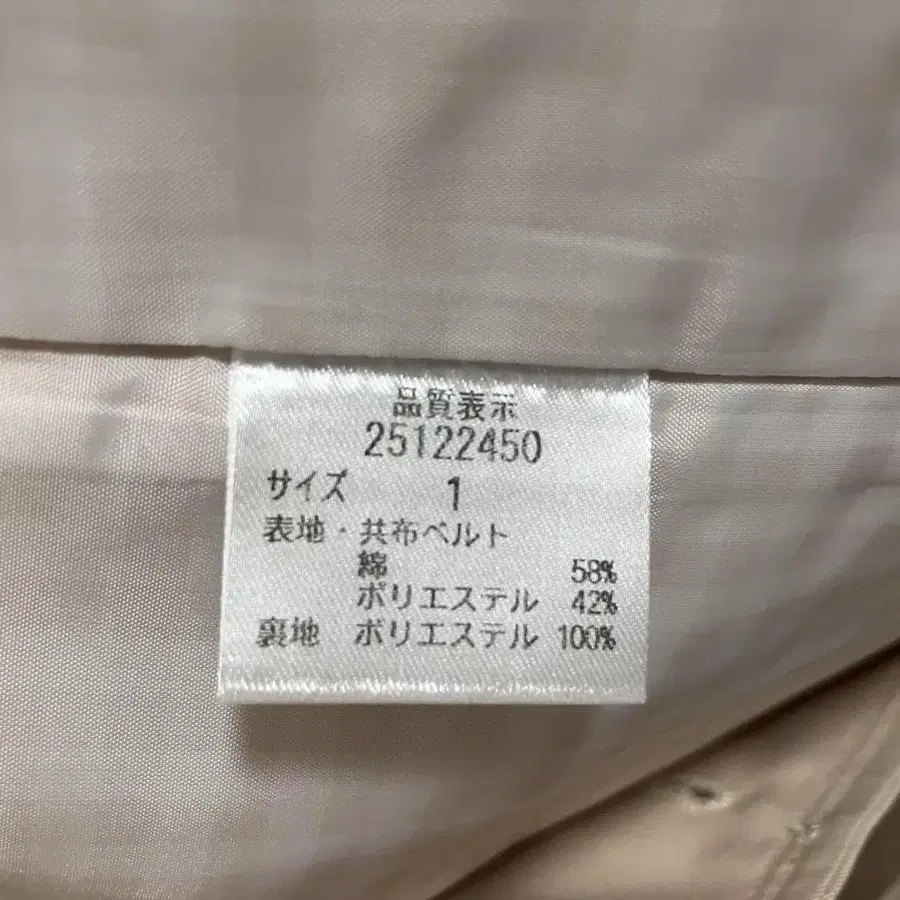 品質表示
25122450
サイズ 1
表地・共布ベルト
綿 58%
ポリエステル 42%
裏地 ポリエステル 100%